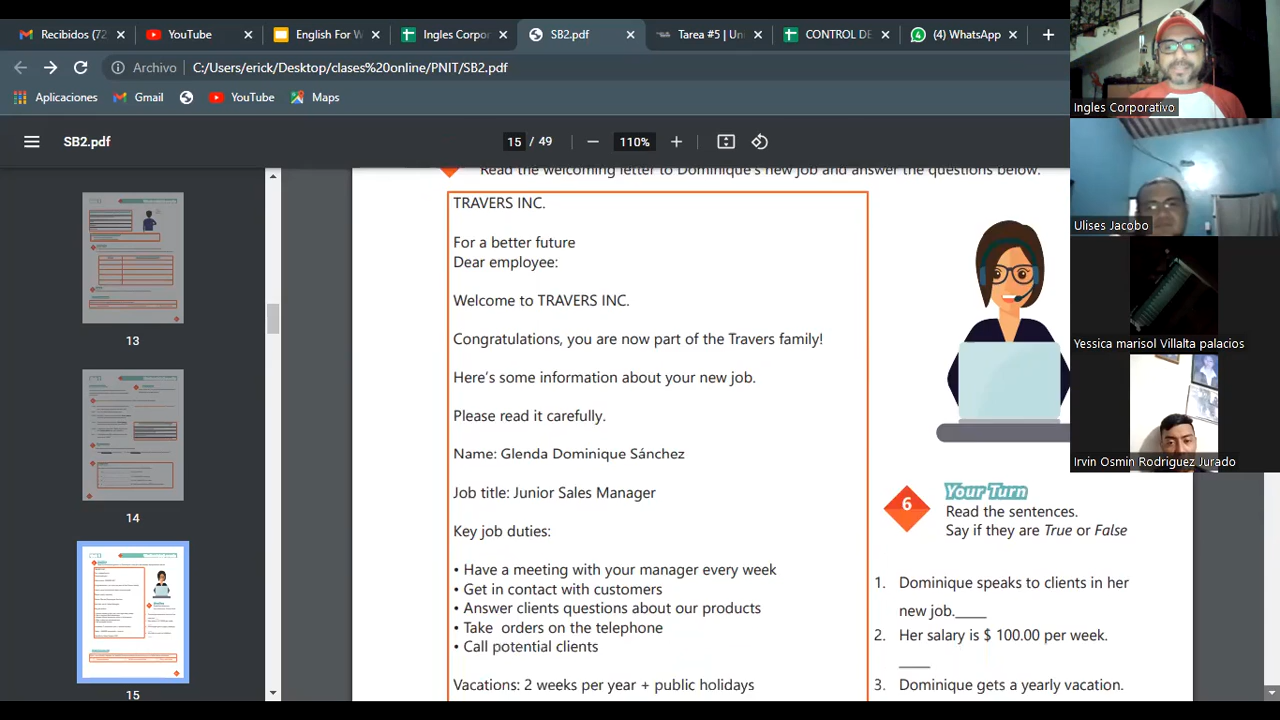 Recibidos (72
YouTube
English For W
Ingles Corpor
SB2.pdf
Tarea #5 | Un
CONTROL DE
(4) WhatsApp
Archivo
C:/Users/erick/Desktop/clases%20online/PNIT/SB2.pdf
Aplicaciones
Gmail
YouTube
Maps
SB2.pdf
15 / 49
110%
13
14
15
Read the welcoming letter to Dominique's new job and answer the questions below.
TRAVERS INC.
For a better future
Dear employee:
Welcome to TRAVERS INC.
Congratulations, you are now part of the Travers family!
Here's some information about your new job.
Please read it carefully.
Name: Glenda Dominique Sánchez
Job title: Junior Sales Manager
Key job duties:
• Have a meeting with your manager every week
• Get in contact with customers
• Answer clients questions about our products
• Take orders on the telephone
• Call potential clients
Vacations: 2 weeks per year + public holidays
6
Your Turn
Read the sentences.
Say if they are True or False
1. Dominique speaks to clients in her
new job.____
2. Her salary is $ 100.00 per week.
____
3. Dominique gets a yearly vacation.
Ingles Corporativo
Ulises Jacobo
Yessica marisol Villalta palacios
Irvin Osmin Rodriguez Jurado